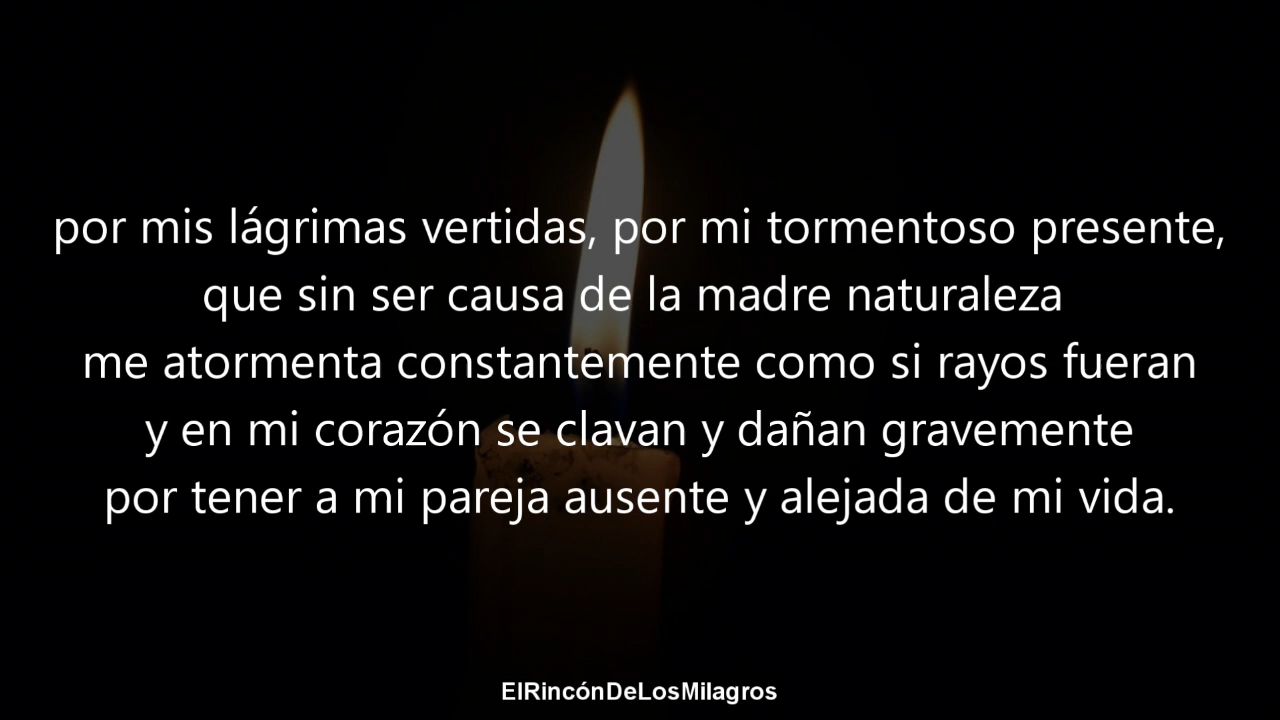 por mis lágrimas vertidas, por mi tormentoso presente,
que sin ser causa de la madre naturaleza
me atormenta constantemente como si rayos fueran
y en mi corazón se clavan y dañan gravemente
por tener a mi pareja ausente y alejada de mi vida.
ElRincónDeLosMilagros